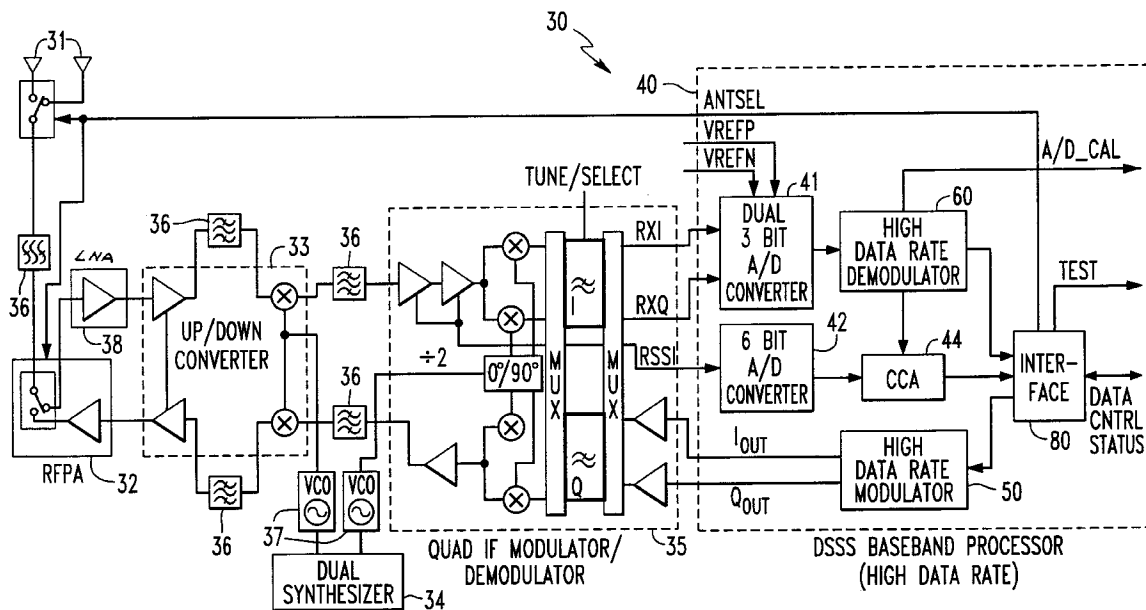 30
31
40
ANTSEL
VREFP
VREFN
A/D_CAL
TUNE/SELECT
41
DUAL
3 BIT
A/D
CONVERTER
60
HIGH
DATA RATE
DEMODULATOR
RXI
RXQ
TEST
36
36
33
36
LNA
38
UP/DOWN
CONVERTER
I
÷2
0°/90°
MUX
MUX
RSSI
42
6 BIT
A/D
CONVERTER
44
CCA
INTER-
FACE
80
DATA
CNTRL
STATUS
36
RFPA
32
36
VCO
VCO
37
Q
IOUT
QOUT
HIGH
DATA RATE
MODULATOR
50
DUAL
SYNTHESIZER
34
QUAD IF MODULATOR/
DEMODULATOR
35
DSSS BASEBAND PROCESSOR
(HIGH DATA RATE)